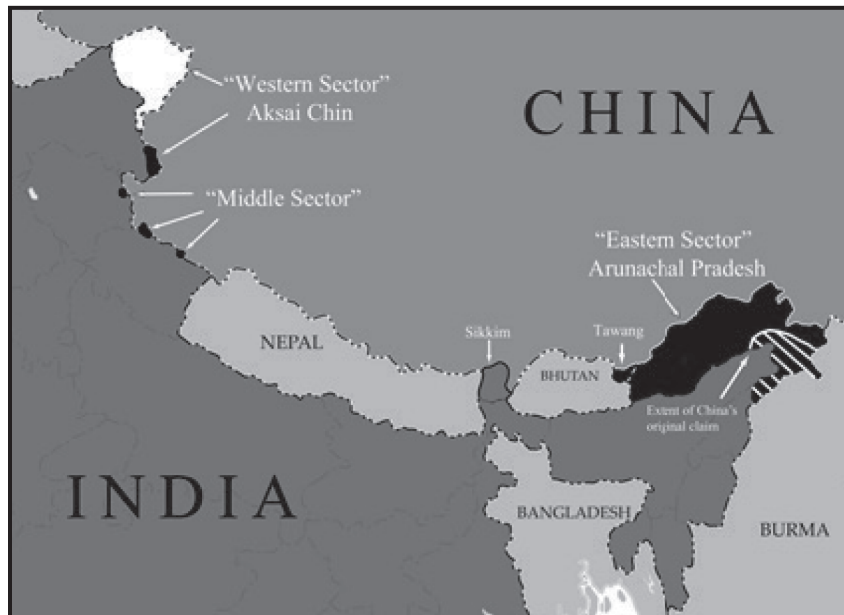 “Western Sector”
Aksai Chin
CHINA
“Middle Sector”
“Eastern Sector”
Arunachal Pradesh
Sikkim
Tawang
NEPAL
BHUTAN
Extent of China's
original claim
INDIA
BANGLADESH
BURMA